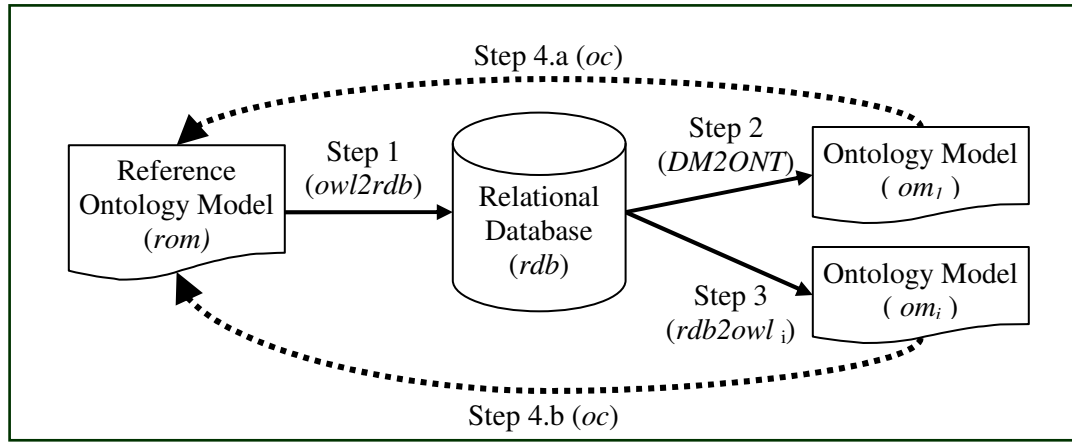 Step 4.a (oc)
Reference
Ontology Model
(rom)
Step 1
(owl2rdb)
Relational
Database
(rdb)
Step 2
(DM2ONT)
Ontology Model
( om1 )
Step 3
(rdb2owl i)
Ontology Model
( omi )
Step 4.b (oc)